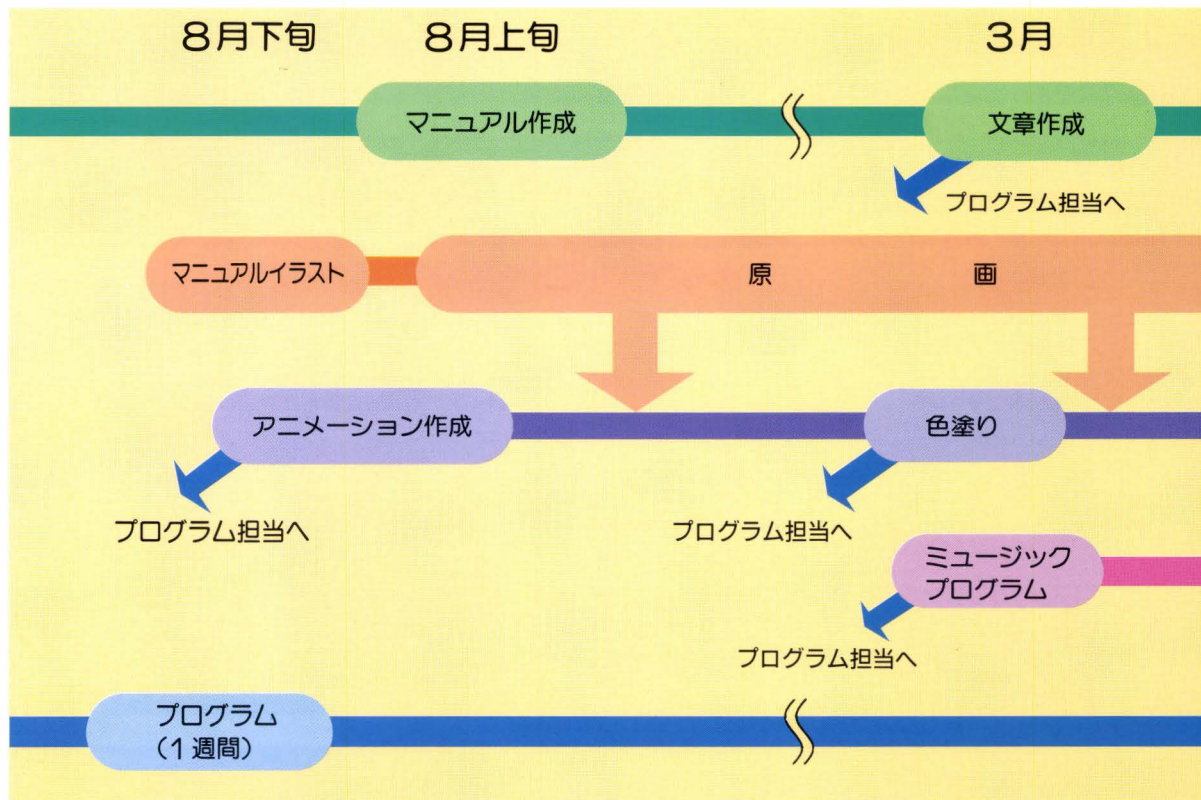 8月下旬
8月上旬
3月
マニュアル作成
文章作成
プログラム担当へ
マニュアルイラスト
原画
アニメーション作成
色塗り
プログラム担当へ
プログラム担当へ
ミュージック
プログラム
プログラム担当へ
プログラム
(1週間)